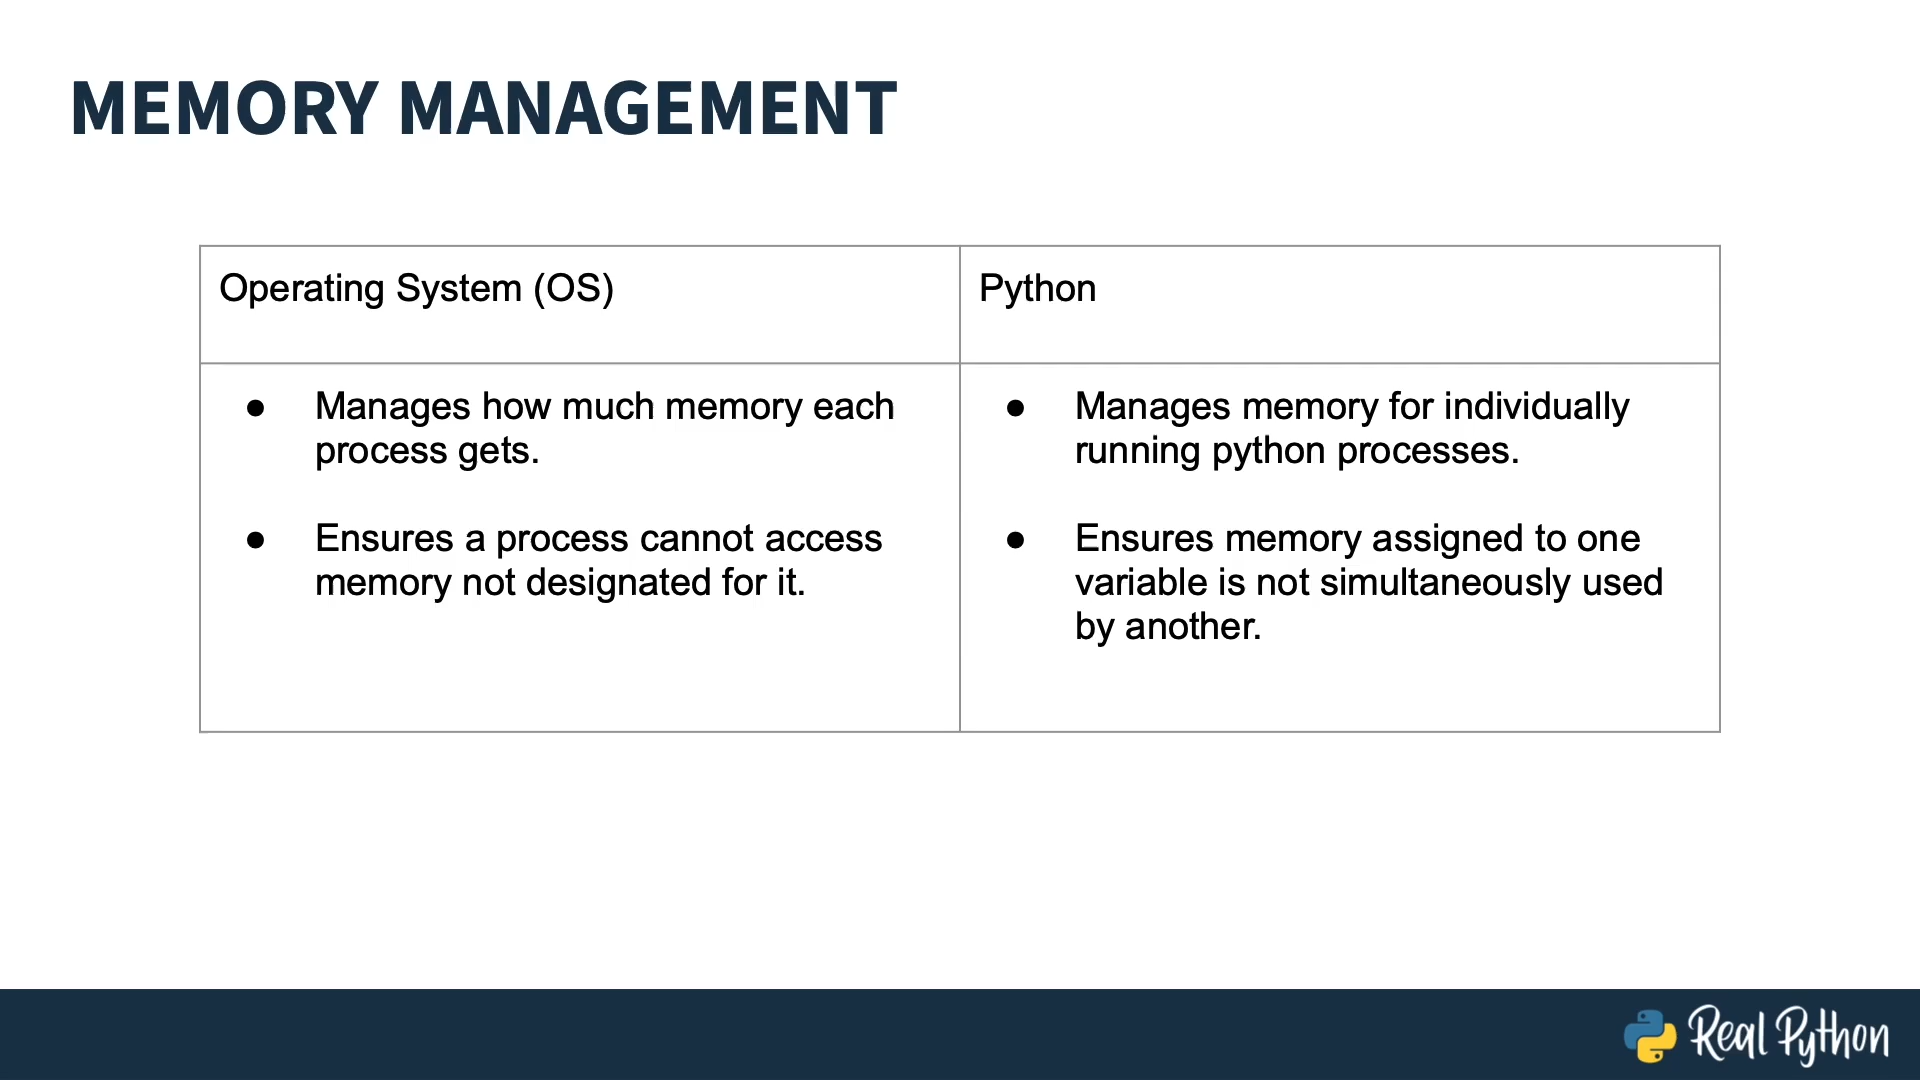 MEMORY MANAGEMENT
Operating System (OS)
Python
● Manages how much memory each
process gets.
● Ensures a process cannot access
memory not designated for it.
● Manages memory for individually
running python processes.
● Ensures memory assigned to one
variable is not simultaneously used
by another.
Real Python